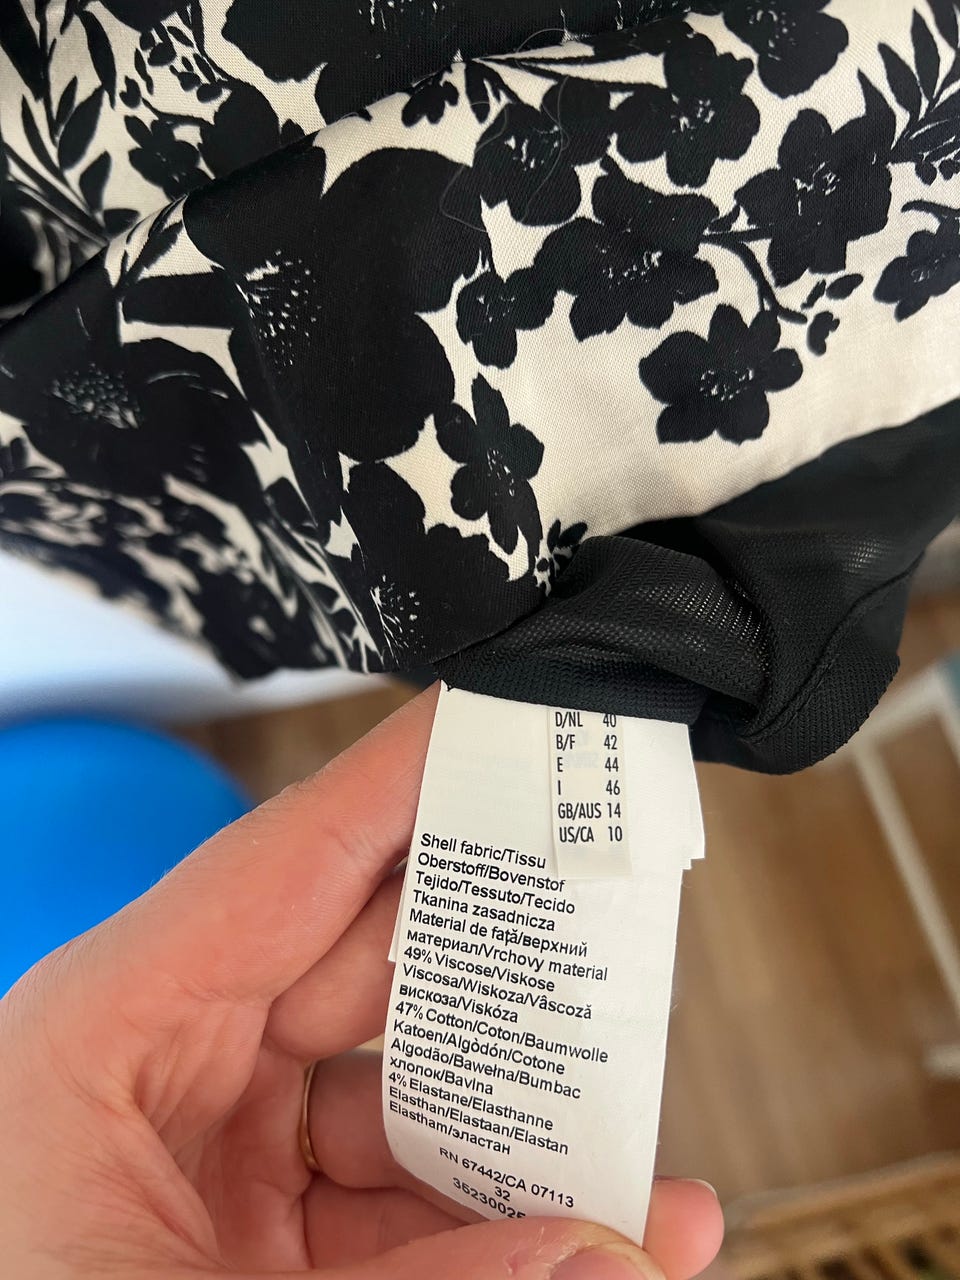 D/NL 40
B/F 42
E 44
I 46
GB/AUS 14
US/CA 10
Shell fabric/Tissu
Oberstoff/Bovenstof
Tejido/Tessuto/Tecido
Tkanina zasadnicza
Material de față/верхний
материал/Vrchovy material
49% Viscose/Viskose
Viscosa/Wiskoza/Vâscoză
вискоза/Viskóza
47% Cotton/Coton/Baumwolle
Katoen/Algòdón/Cotone
Algodão/Bawełna/Bumbac
хлопок/Bavlna
4% Elastane/Elasthanne
Elasthan/Elastaan/Elastan
Elastham/эластан
RN 67442/CA 07113
32